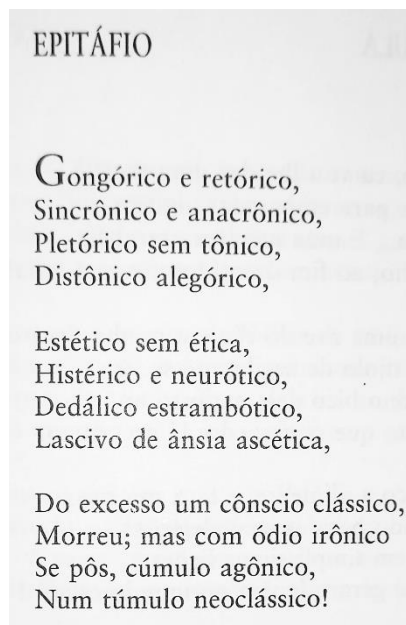 EPITÁFIO
Gongórico e retórico,
Sincrônico e anacrônico,
Pletórico sem tônico,
Distônico alegórico,
Estético sem ética,
Histérico e neurótico,
Dedálico estrambótico,
Lascivo de ânsia ascética,
Do excesso um cônscio clássico,
Morreu; mas com ódio irônico
Se pôs, cúmulo agônico,
Num túmulo neoclássico!